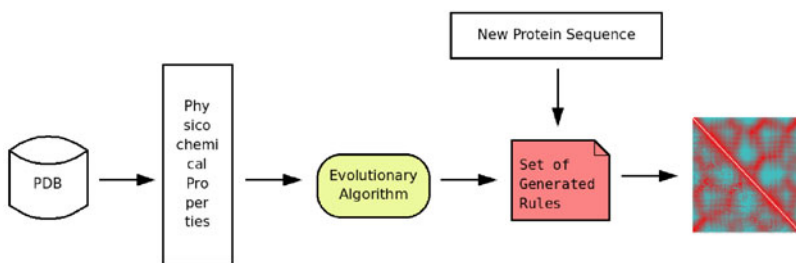 New Protein Sequence
PDB
Phy
sico
chemi
cal
Pro
per
ties
Evolutionary
Algorithm
Set of
Generated
Rules